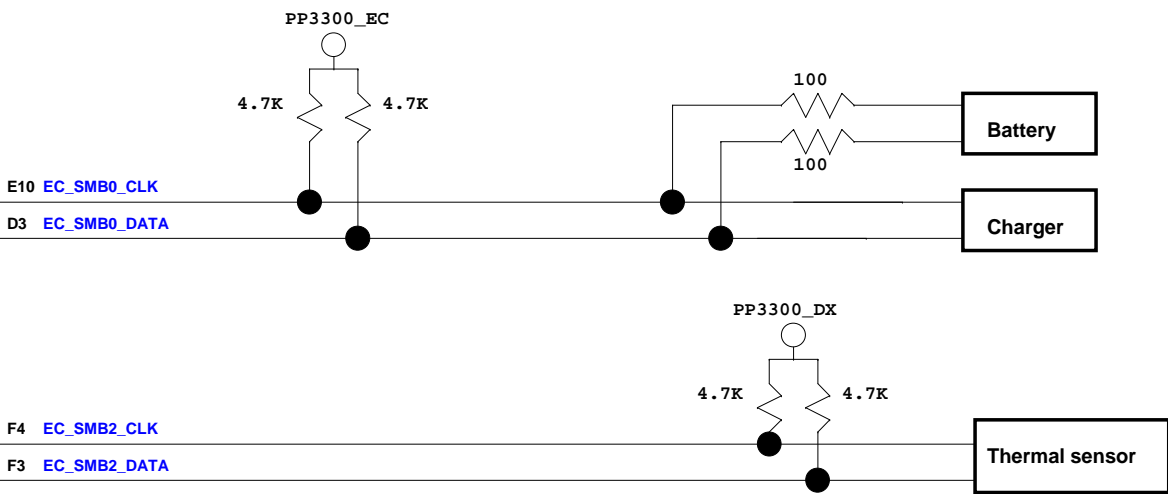 PP3300_EC
4.7K 4.7K
100
Battery
100
E10 EC_SMB0_CLK
D3 EC_SMB0_DATA
Charger
PP3300_DX
4.7K 4.7K
F4 EC_SMB2_CLK
F3 EC_SMB2_DATA
Thermal sensor